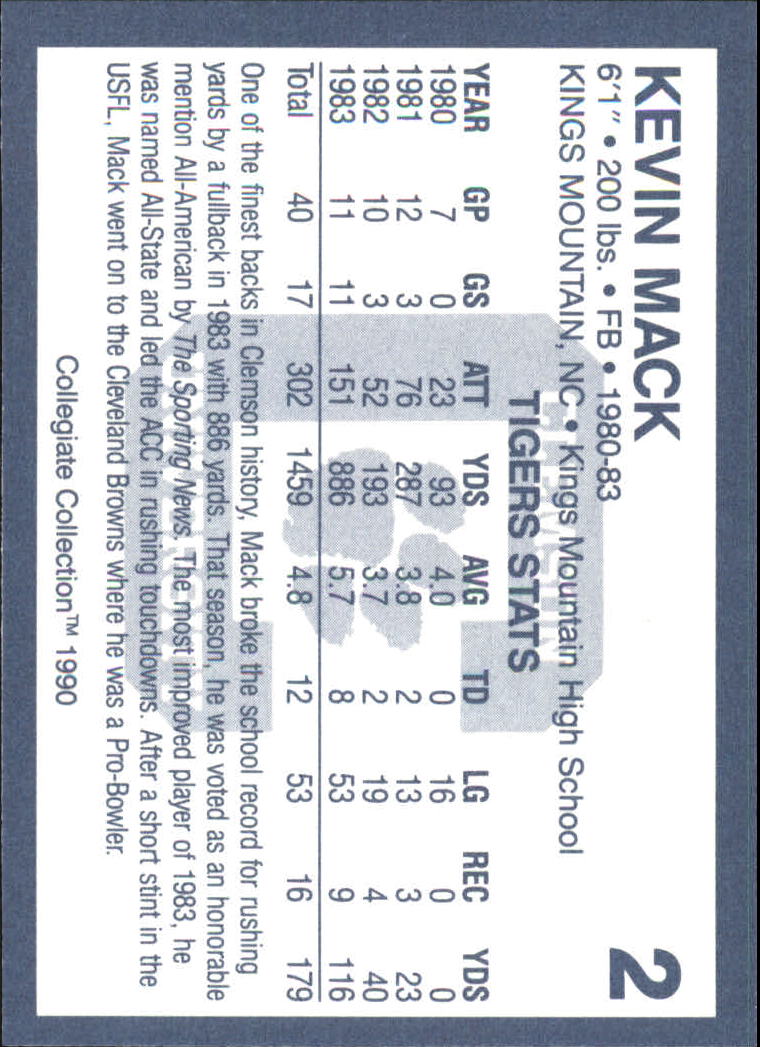 KEVIN MACK 2
6'1" • 200 lbs. • FB • 1980-83
KINGS MOUNTAIN, NC • Kings Mountain High School
TIGERS STATS
YEAR GP GS ATT YDS AVG TD LG REC YDS
1980 7 0 23 93 4.0 0 16 0 0
1981 12 3 76 287 3.8 2 13 3 23
1982 10 3 52 193 3.7 2 19 4 40
1983 11 11 151 886 5.7 8 53 9 116
Total 40 17 302 1459 4.8 12 53 16 179
One of the finest backs in Clemson history, Mack broke the school record for rushing
yards by a fullback in 1983 with 886 yards. That season, he was voted as an honorable
mention All-American by The Sporting News. The most improved player of 1983, he
was named All-State and led the ACC in rushing touchdowns. After a short stint in the
USFL, Mack went on to the Cleveland Browns where he was a Pro-Bowler.
Collegiate Collection™ 1990